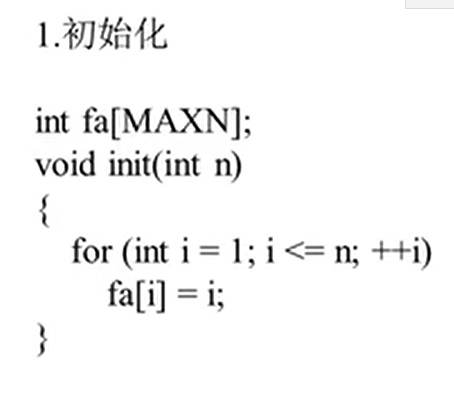 1.初始化
int fa[MAXN];
void init(int n)
{
for (int i = 1; i <= n; ++i)
fa[i] = i;
}